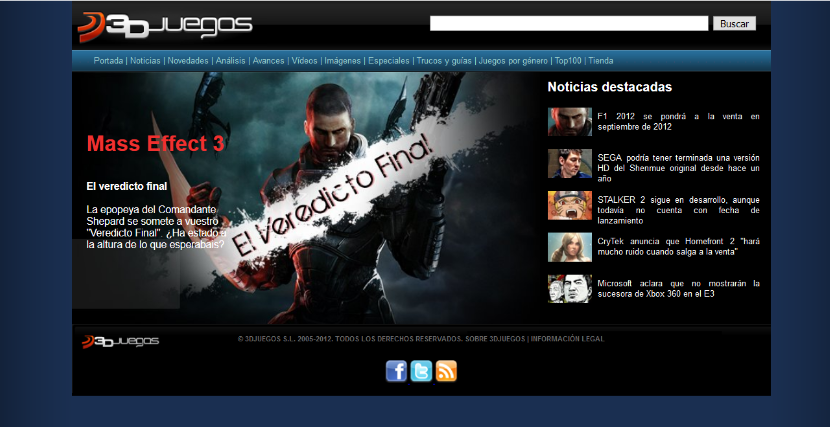 3DJUEGOS
Buscar
Portada | Noticias | Novedades | Análisis | Avances | Vídeos | Imágenes | Especiales | Trucos y guías | Juegos por género | Top100 | Tienda
Mass Effect 3
El veredicto final
La epopeya del Comandante
Shepard se somete a vuestro
"Veredicto Final". ¿Ha estado a
la altura de lo que esperabais?
El Veredicto Final!
Noticias destacadas
F1 2012 se pondrá a la venta en
septiembre de 2012
SEGA podría tener terminada una versión
HD del Shenmue original desde hace un
año
STALKER 2 sigue en desarrollo, aunque
todavía no cuenta con fecha de
lanzamiento
CryTek anuncia que Homefront 2 "hará
mucho ruido cuando salga a la venta"
Microsoft aclara que no mostrarán la
sucesora de Xbox 360 en el E3
3DJUEGOS
© 3DJUEGOS S.L. 2005-2012. TODOS LOS DERECHOS RESERVADOS. SOBRE 3DJUEGOS | INFORMACIÓN LEGAL